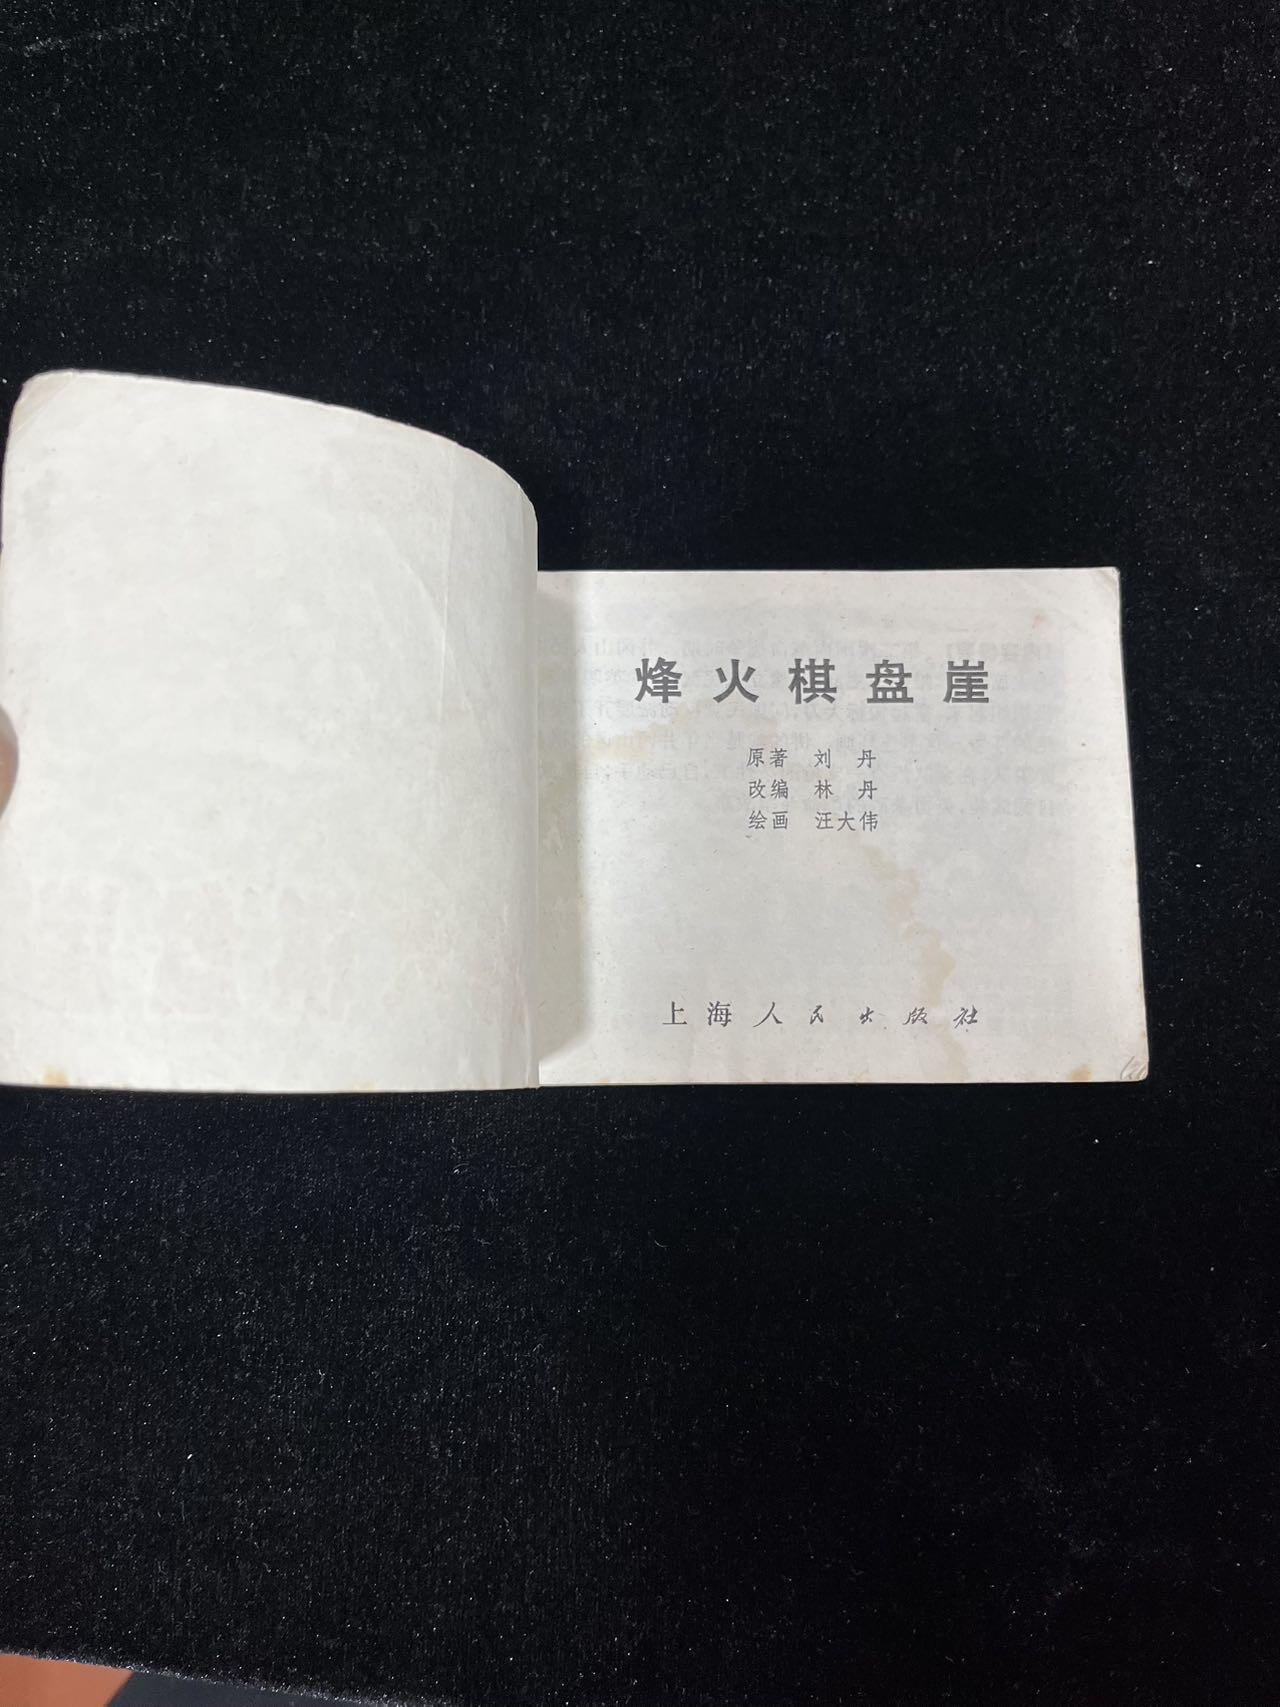 烽火棋盘崖
原著 刘丹
改编 林丹
绘画 汪大伟
上海人民出版社